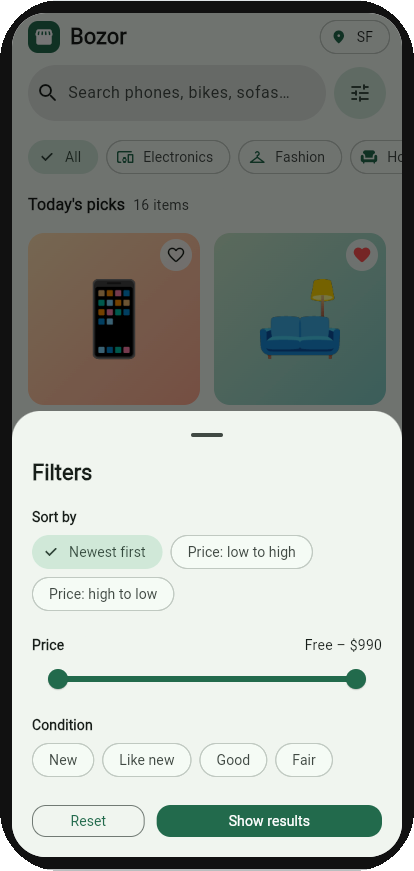 Bozor
SF
Search phones, bikes, sofas…
All
Electronics
Fashion
Today's picks 16 items
Filters
Sort by
Newest first
Price: low to high
Price: high to low
Price
Free – $990
Condition
New
Like new
Good
Fair
Reset
Show results